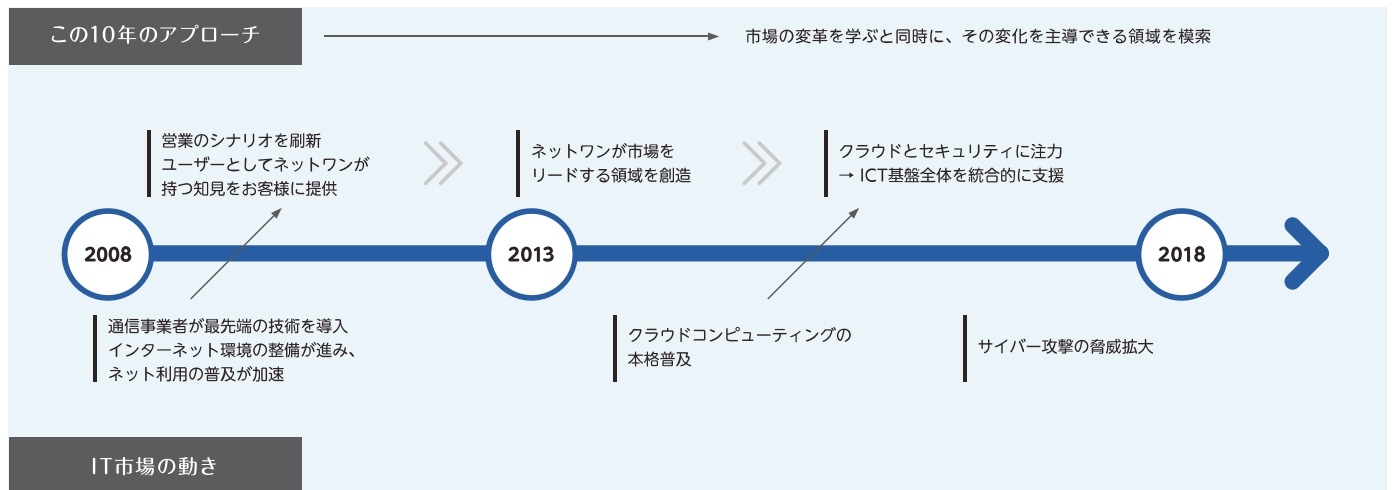 この10年のアプローチ
市場の変革を学ぶと同時に、その変化を主導できる領域を模索
営業のシナリオを刷新
ユーザーとしてネットワンが
持つ知見をお客様に提供
ネットワンが市場を
リードする領域を創造
クラウドとセキュリティに注力
→ ICT基盤全体を統合的に支援
2008
2013
2018
通信事業者が最先端の技術を導入
インターネット環境の整備が進み、
ネット利用の普及が加速
クラウドコンピューティングの
本格普及
サイバー攻撃の脅威拡大
IT市場の動き